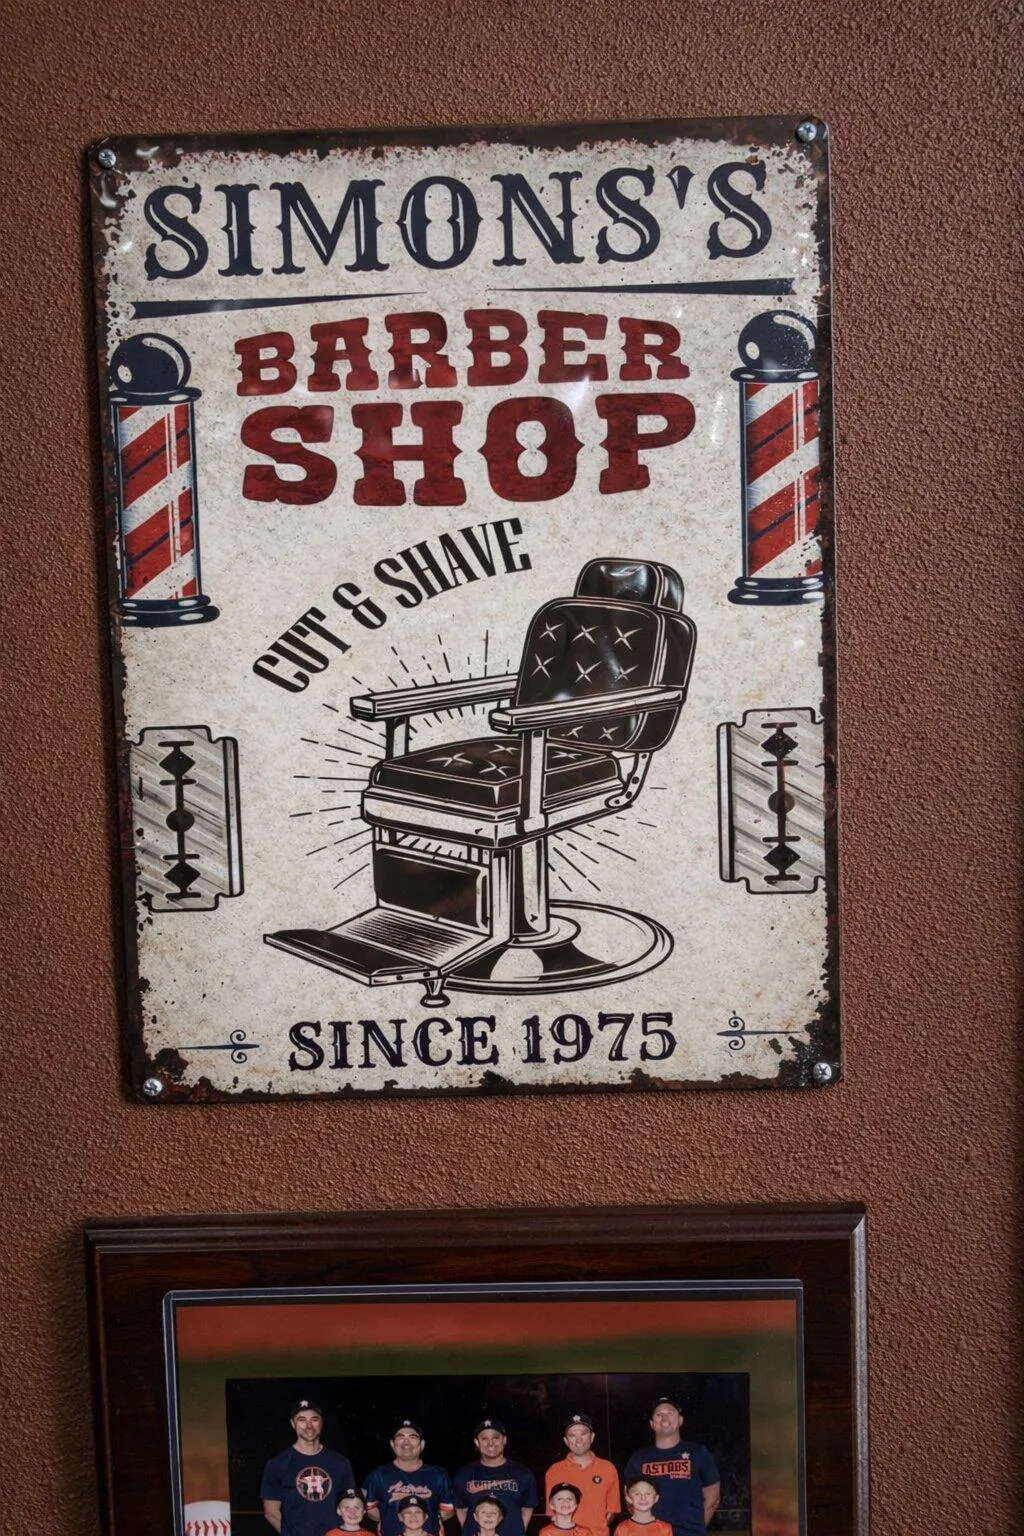 SIMONS'S
BARBER
SHOP
CUT & SHAVE
SINCE 1975
ASTROS